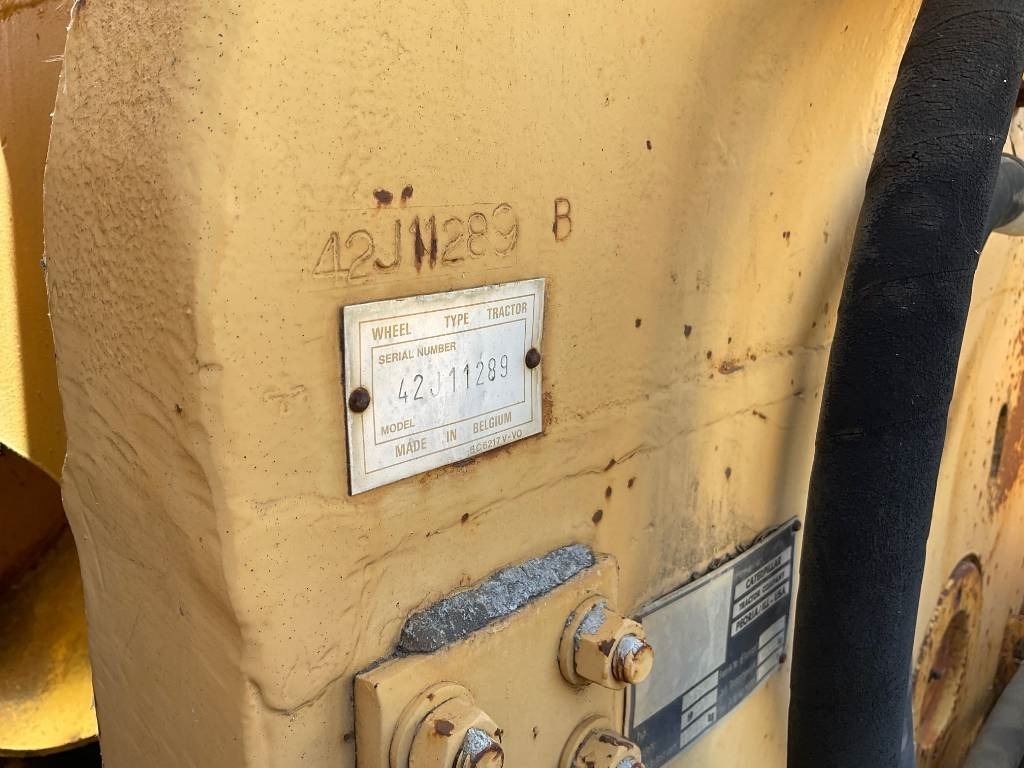 42J11289 B
WHEEL TYPE TRACTOR
SERIAL NUMBER
42J11289
MODEL
MADE IN BELGIUM
CATERPILLAR
TRACTOR COMPANY
PEORIA / ILL / USA